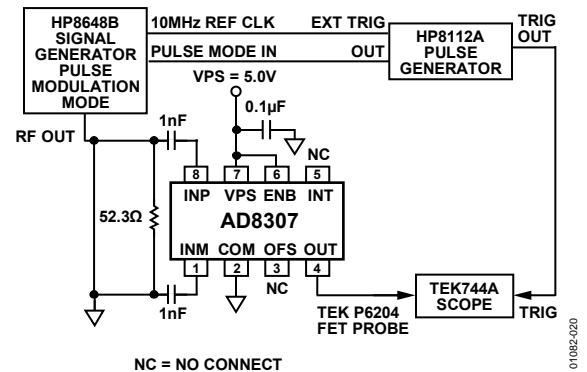 HP8648B
SIGNAL
GENERATOR
PULSE
MODULATION
MODE
10MHz REF CLK
EXT TRIG
PULSE MODE IN
OUT
HP8112A
PULSE
GENERATOR
TRIG
OUT
VPS = 5.0V
0.1µF
1nF
RF OUT
NC
8 7 6 5
INP VPS ENB INT
52.3Ω
AD8307
INM COM OFS OUT
1 2 3 4
NC
1nF
TEK P6204
FET PROBE
TEK744A
SCOPE
TRIG
NC = NO CONNECT
01082-020